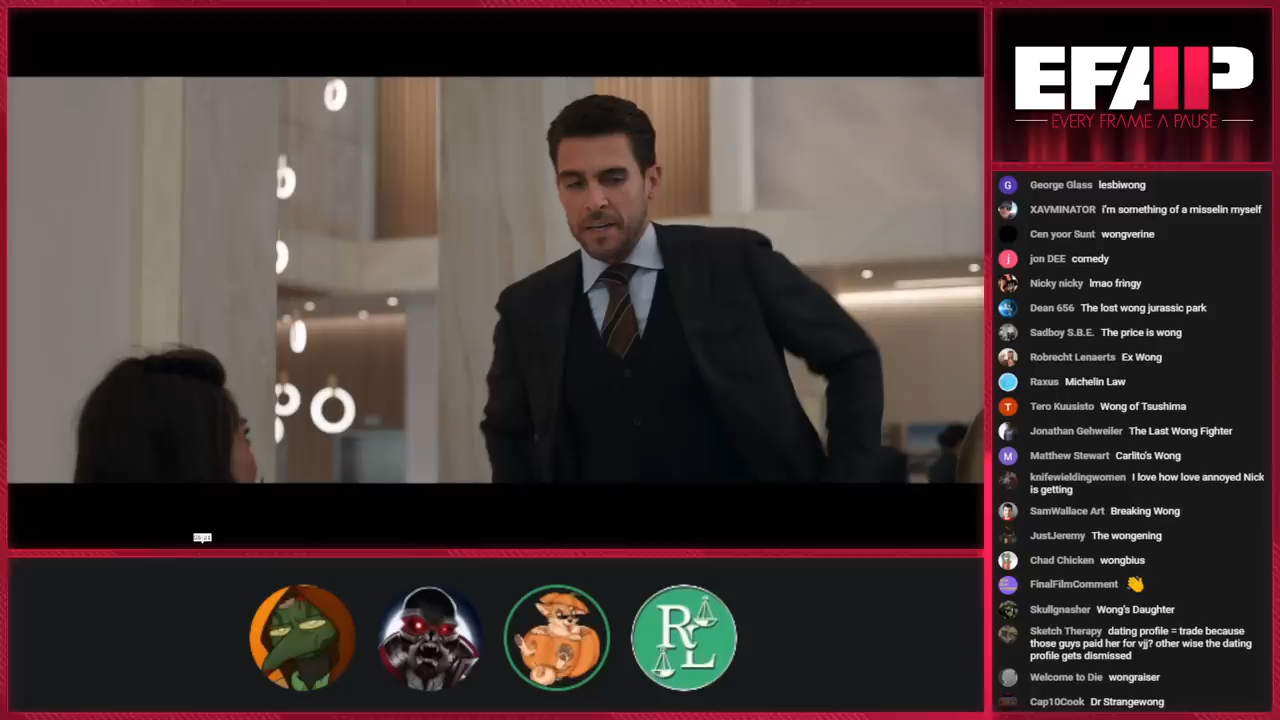 EFAP
EVERY FRAME A PAUSE
G George Glass lesbiwong
XAVMINATOR i'm something of a misselin myself
Cen yoor Sunt wongverine
j jon DEE comedy
Nicky nicky lmao fringy
Dean 656 The lost wong jurassic park
Sadboy S.B.E. The price is wong
Robrecht Lenaerts Ex Wong
Raxus Michelin Law
T Tero Kuusisto Wong of Tsushima
Jonathan Gehweiler The Last Wong Fighter
M Matthew Stewart Carlito's Wong
knifewieldingwomen I love how love annoyed Nick
is getting
SamWallace Art Breaking Wong
JustJeremy The wongening
Chad Chicken wongbius
FinalFilmComment 👏
Skullgnasher Wong's Daughter
Sketch Therapy dating profile = trade because
those guys paid her for vjj? other wise the dating
profile gets dismissed
Welcome to Die wongraiser
Cap10Cook Dr Strangewong
RL